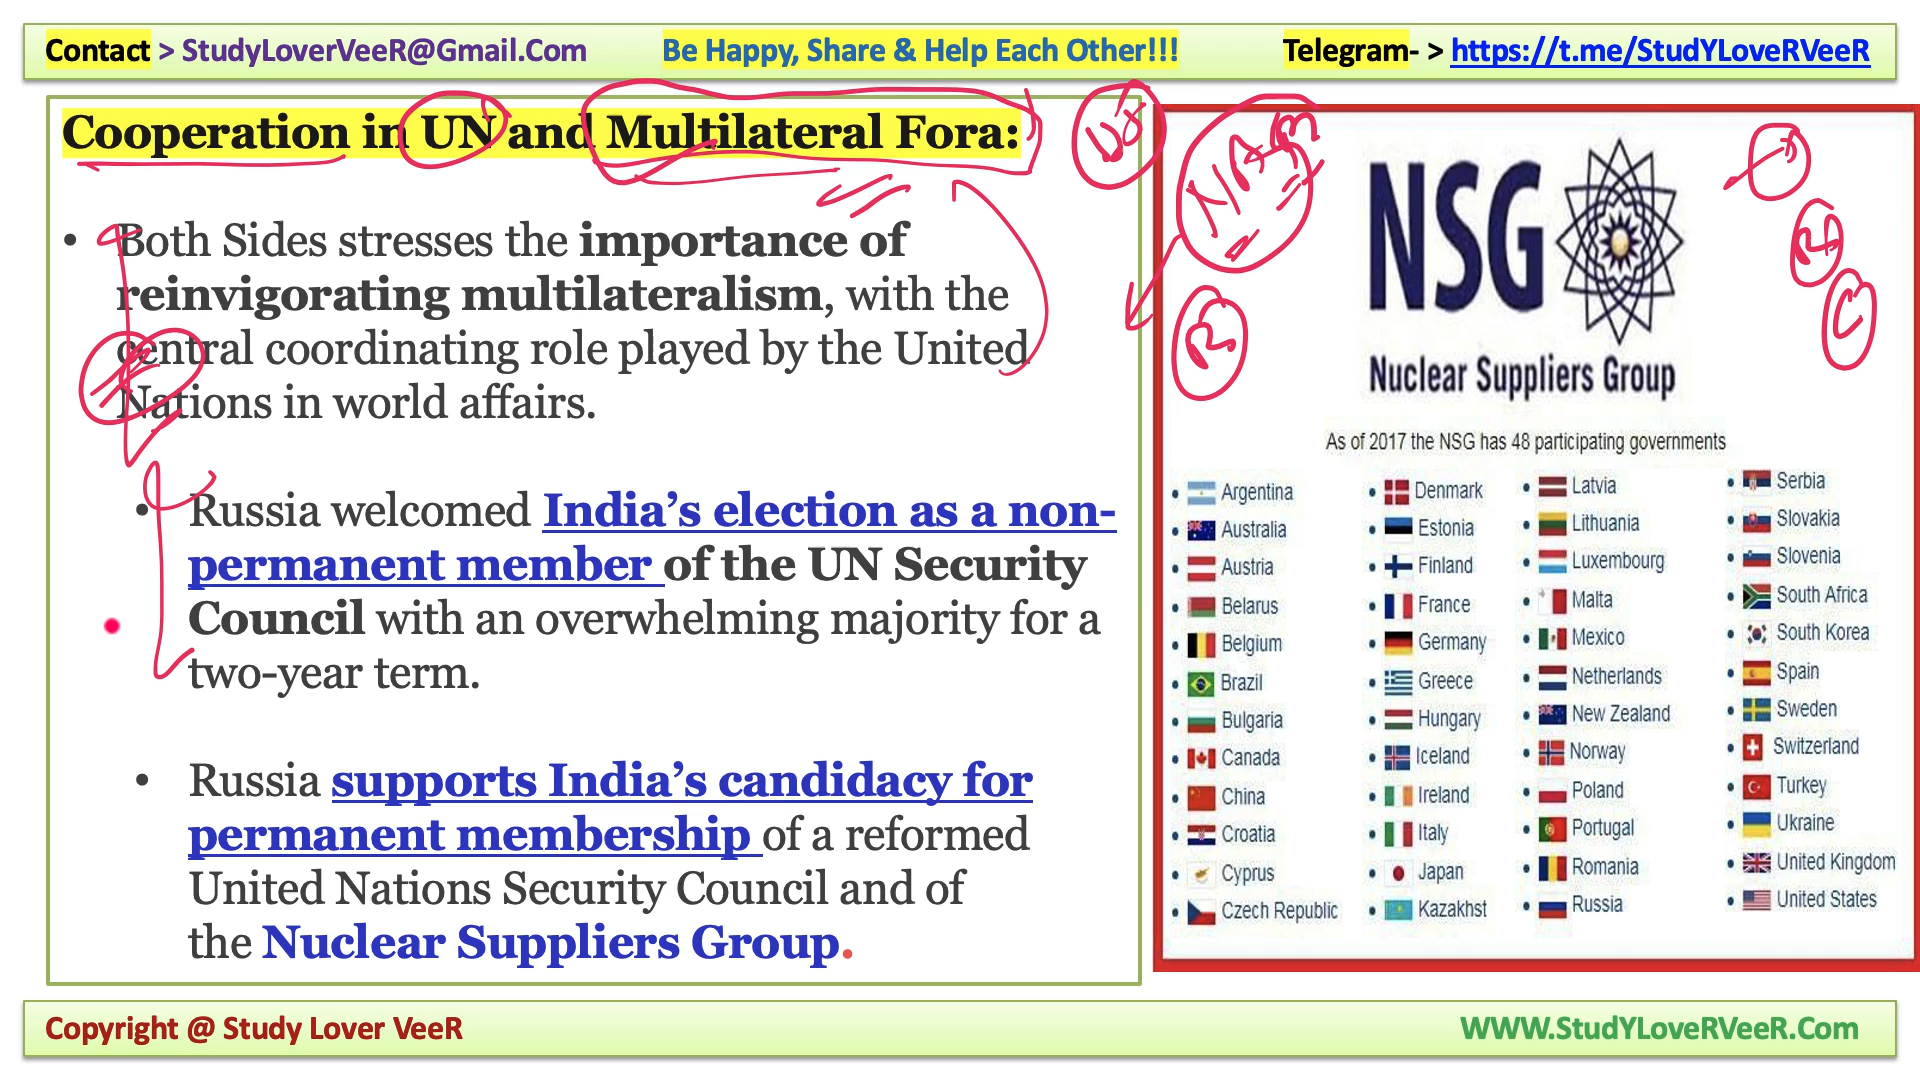 Contact > StudyLoverVeeR@Gmail.Com
Be Happy, Share & Help Each Other!!!
Telegram- > https://t.me/StudYLoveRVeeR
Cooperation in UN and Multilateral Fora:
• Both Sides stresses the importance of
reinvigorating multilateralism, with the
central coordinating role played by the United
Nations in world affairs.
• Russia welcomed India’s election as a non-
permanent member of the UN Security
Council with an overwhelming majority for a
two-year term.
• Russia supports India’s candidacy for
permanent membership of a reformed
United Nations Security Council and of
the Nuclear Suppliers Group.
US
NAM
R
C
NSG
Nuclear Suppliers Group
As of 2017 the NSG has 48 participating governments
• Argentina
• Australia
• Austria
• Belarus
• Belgium
• Brazil
• Bulgaria
• Canada
• China
• Croatia
• Cyprus
• Czech Republic
• Denmark
• Estonia
• Finland
• France
• Germany
• Greece
• Hungary
• Iceland
• Ireland
• Italy
• Japan
• Kazakhst
• Latvia
• Lithuania
• Luxembourg
• Malta
• Mexico
• Netherlands
• New Zealand
• Norway
• Poland
• Portugal
• Romania
• Russia
• Serbia
• Slovakia
• Slovenia
• South Africa
• South Korea
• Spain
• Sweden
• Switzerland
• Turkey
• Ukraine
• United Kingdom
• United States
Copyright @ Study Lover VeeR
WWW.StudYLoveRVeeR.Com